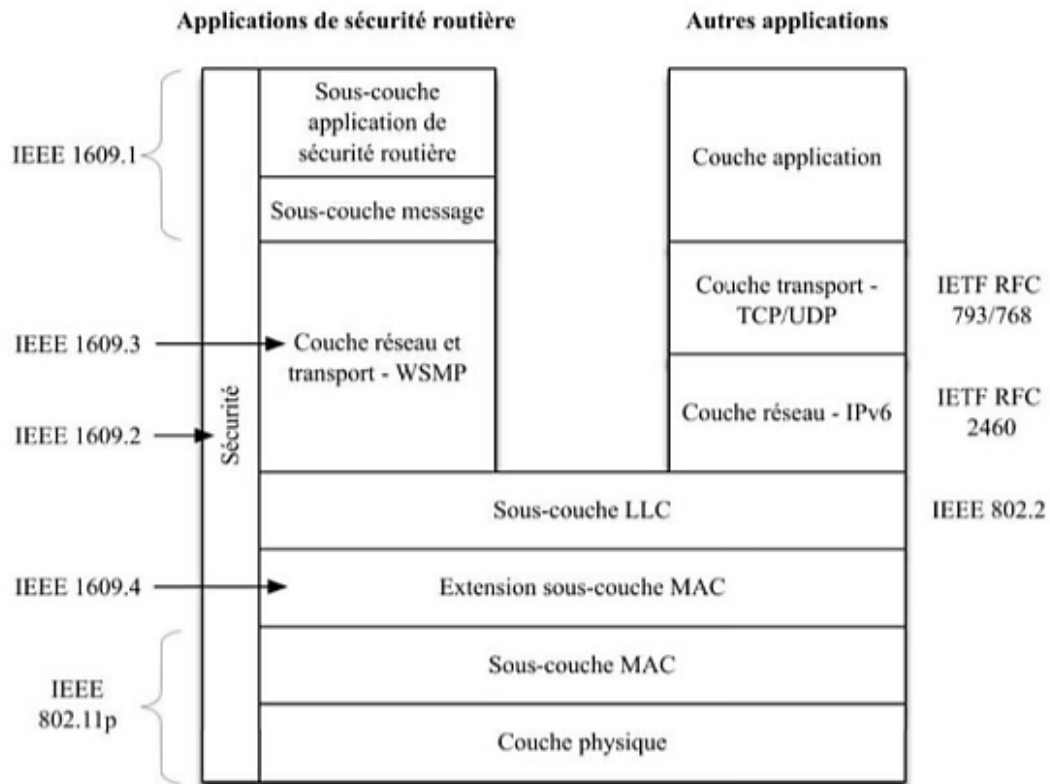 Applications de sécurité routière
Autres applications
IEEE 1609.1
Sous-couche
application de
sécurité routière
Sous-couche message
Couche application
IEEE 1609.3
Couche réseau et
transport - WSMP
Couche transport -
TCP/UDP
IETF RFC
793/768
IEEE 1609.2
Sécurité
Couche réseau - IPv6
IETF RFC
2460
Sous-couche LLC
IEEE 802.2
IEEE 1609.4
Extension sous-couche MAC
IEEE
802.11p
Sous-couche MAC
Couche physique